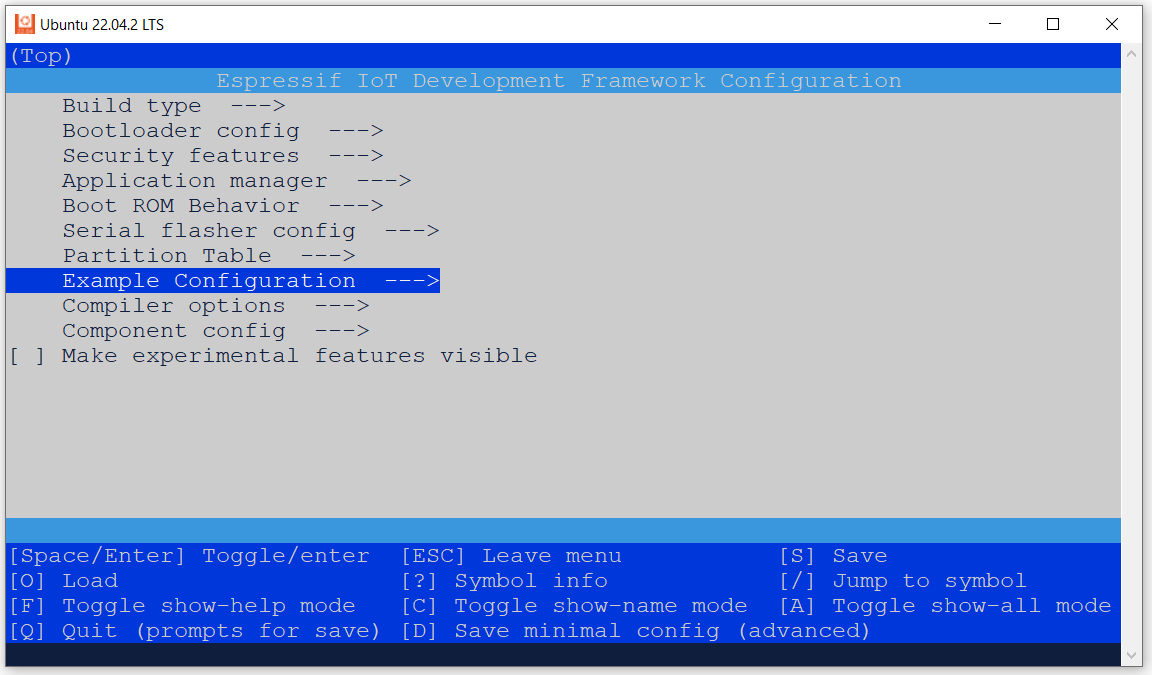 Ubuntu 22.04.2 LTS
(Top)
Espressif IoT Development Framework Configuration
Build type  --->
Bootloader config  --->
Security features  --->
Application manager  --->
Boot ROM Behavior  --->
Serial flasher config  --->
Partition Table  --->
Example Configuration  --->
Compiler options  --->
Component config  --->
[ ] Make experimental features visible
[Space/Enter] Toggle/enter  [ESC] Leave menu  [S] Save
[O] Load  [?] Symbol info  [/] Jump to symbol
[F] Toggle show-help mode  [C] Toggle show-name mode  [A] Toggle show-all mode
[Q] Quit (prompts for save)  [D] Save minimal config (advanced)